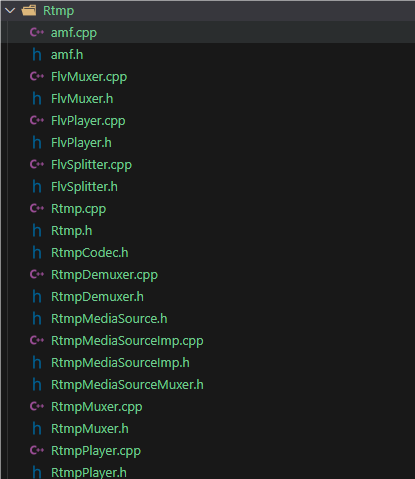 Rtmp
C++ amf.cpp
h amf.h
C++ FlvMuxer.cpp
h FlvMuxer.h
C++ FlvPlayer.cpp
h FlvPlayer.h
C++ FlvSplitter.cpp
h FlvSplitter.h
C++ Rtmp.cpp
h Rtmp.h
h RtmpCodec.h
C++ RtmpDemuxer.cpp
h RtmpDemuxer.h
h RtmpMediaSource.h
C++ RtmpMediaSourceImp.cpp
h RtmpMediaSourceImp.h
h RtmpMediaSourceMuxer.h
C++ RtmpMuxer.cpp
h RtmpMuxer.h
C++ RtmpPlayer.cpp
h RtmpPlayer.h